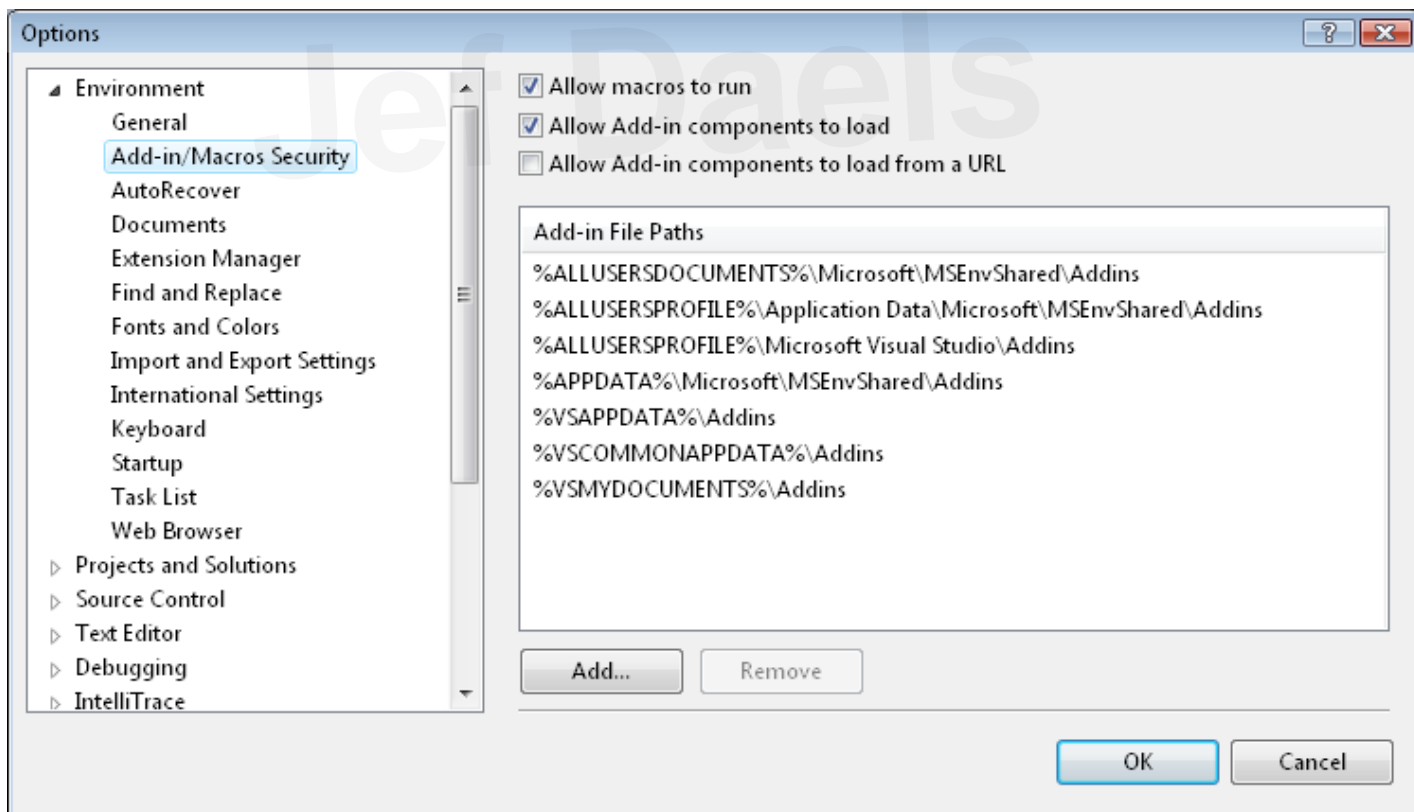 Options
Jef Daels
Environment
General
Add-in/Macros Security
AutoRecover
Documents
Extension Manager
Find and Replace
Fonts and Colors
Import and Export Settings
International Settings
Keyboard
Startup
Task List
Web Browser
Projects and Solutions
Source Control
Text Editor
Debugging
IntelliTrace
Allow macros to run
Allow Add-in components to load
Allow Add-in components to load from a URL
Add-in File Paths
%ALLUSERSDOCUMENTS%\Microsoft\MSEnvShared\Addins
%ALLUSERSPROFILE%\Application Data\Microsoft\MSEnvShared\Addins
%ALLUSERSPROFILE%\Microsoft Visual Studio\Addins
%APPDATA%\Microsoft\MSEnvShared\Addins
%VSAPPDATA%\Addins
%VSCOMMONAPPDATA%\Addins
%VSMYDOCUMENTS%\Addins
Add...
Remove
OK
Cancel